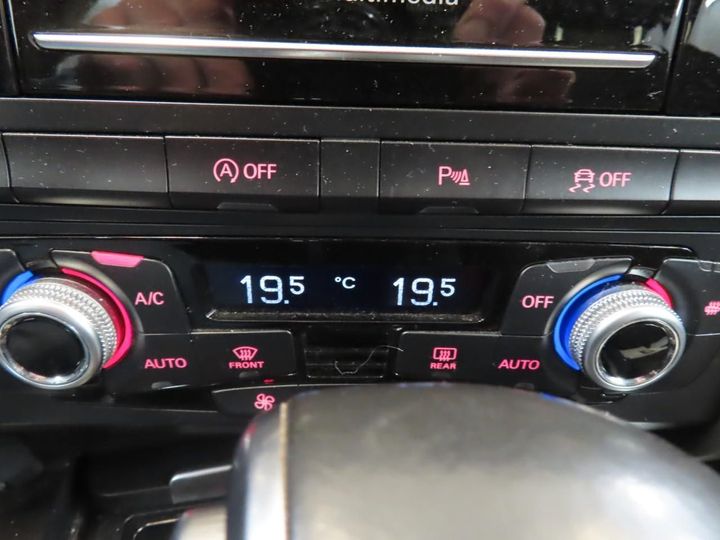 (A) OFF
P
OFF
19.5 °C 19.5
A/C
OFF
AUTO
FRONT
REAR
AUTO